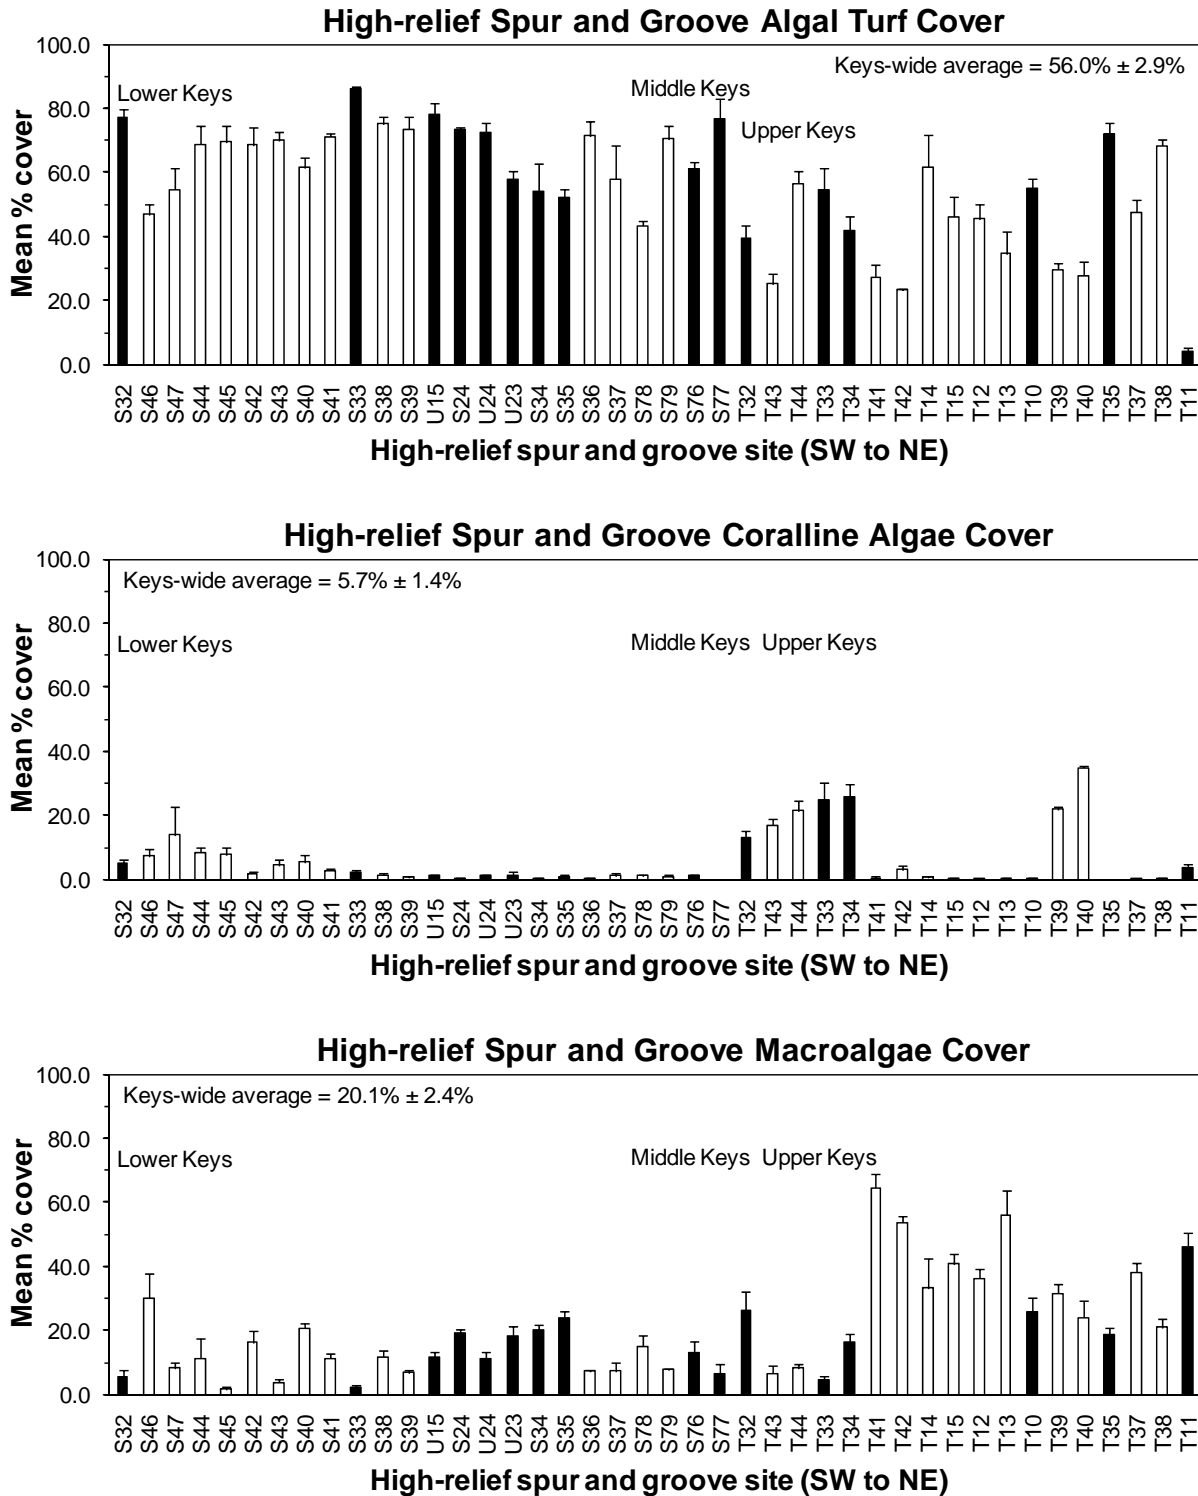 High-relief Spur and Groove Algal Turf Cover
100.0
80.0
60.0
40.0
20.0
0.0
Mean % cover
Keys-wide average = 56.0% ± 2.9%
Lower Keys
Middle Keys
Upper Keys
S32 S46 S47 S44 S45 S42 S43 S40 S41 S33 S38 S39 U15 S24 U24 U23 S34 S35 S36 S37 S78 S79 S76 S77 T32 T43 T44 T33 T34 T41 T42 T14 T15 T12 T13 T10 T39 T40 T35 T37 T38 T11
High-relief spur and groove site (SW to NE)
High-relief Spur and Groove Coralline Algae Cover
100.0
80.0
60.0
40.0
20.0
0.0
Mean % cover
Keys-wide average = 5.7% ± 1.4%
Lower Keys
Middle Keys
Upper Keys
S32 S46 S47 S44 S45 S42 S43 S40 S41 S33 S38 S39 U15 S24 U24 U23 S34 S35 S36 S37 S78 S79 S76 S77 T32 T43 T44 T33 T34 T41 T42 T14 T15 T12 T13 T10 T39 T40 T35 T37 T38 T11
High-relief spur and groove site (SW to NE)
High-relief Spur and Groove Macroalgae Cover
100.0
80.0
60.0
40.0
20.0
0.0
Mean % cover
Keys-wide average = 20.1% ± 2.4%
Lower Keys
Middle Keys
Upper Keys
S32 S46 S47 S44 S45 S42 S43 S40 S41 S33 S38 S39 U15 S24 U24 U23 S34 S35 S36 S37 S78 S79 S76 S77 T32 T43 T44 T33 T34 T41 T42 T14 T15 T12 T13 T10 T39 T40 T35 T37 T38 T11
High-relief spur and groove site (SW to NE)